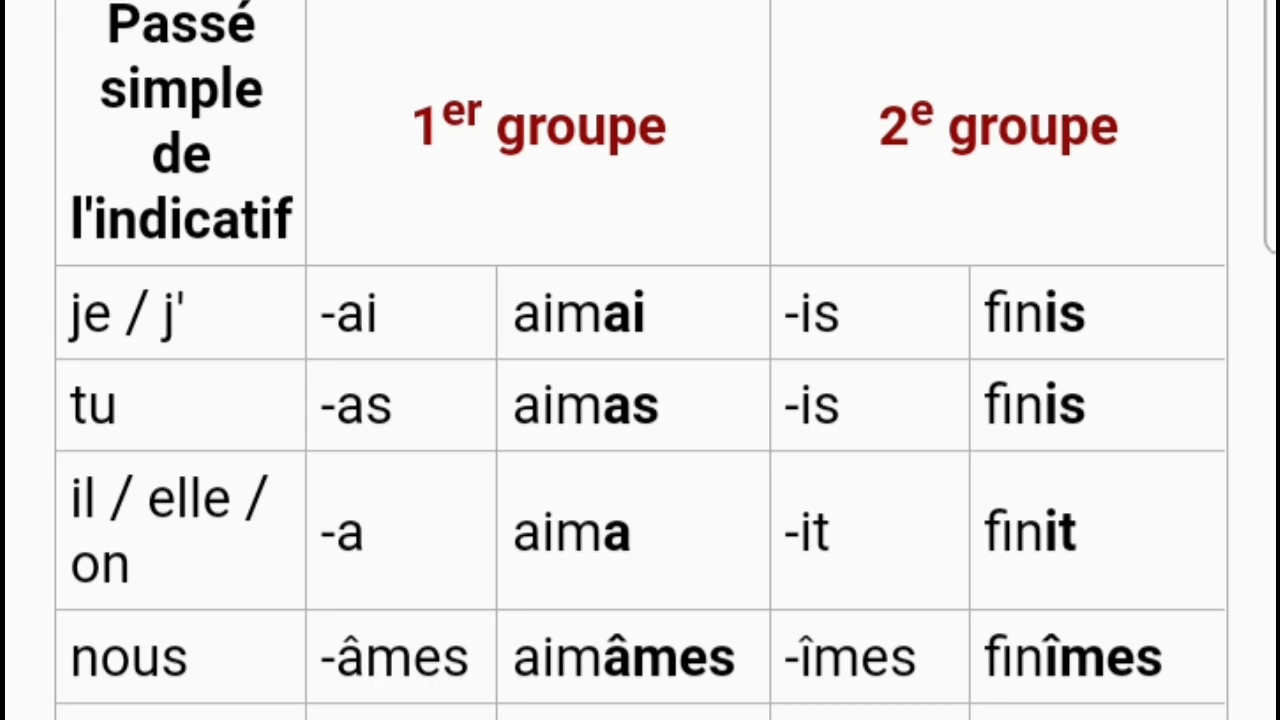 Passé
simple
de
l'indicatif
1er groupe
2e groupe
je / j'
-ai
aimai
-is
finis
tu
-as
aimas
-is
finis
il / elle /
on
-a
aima
-it
finit
nous
-âmes
aimâmes
-îmes
finîmes